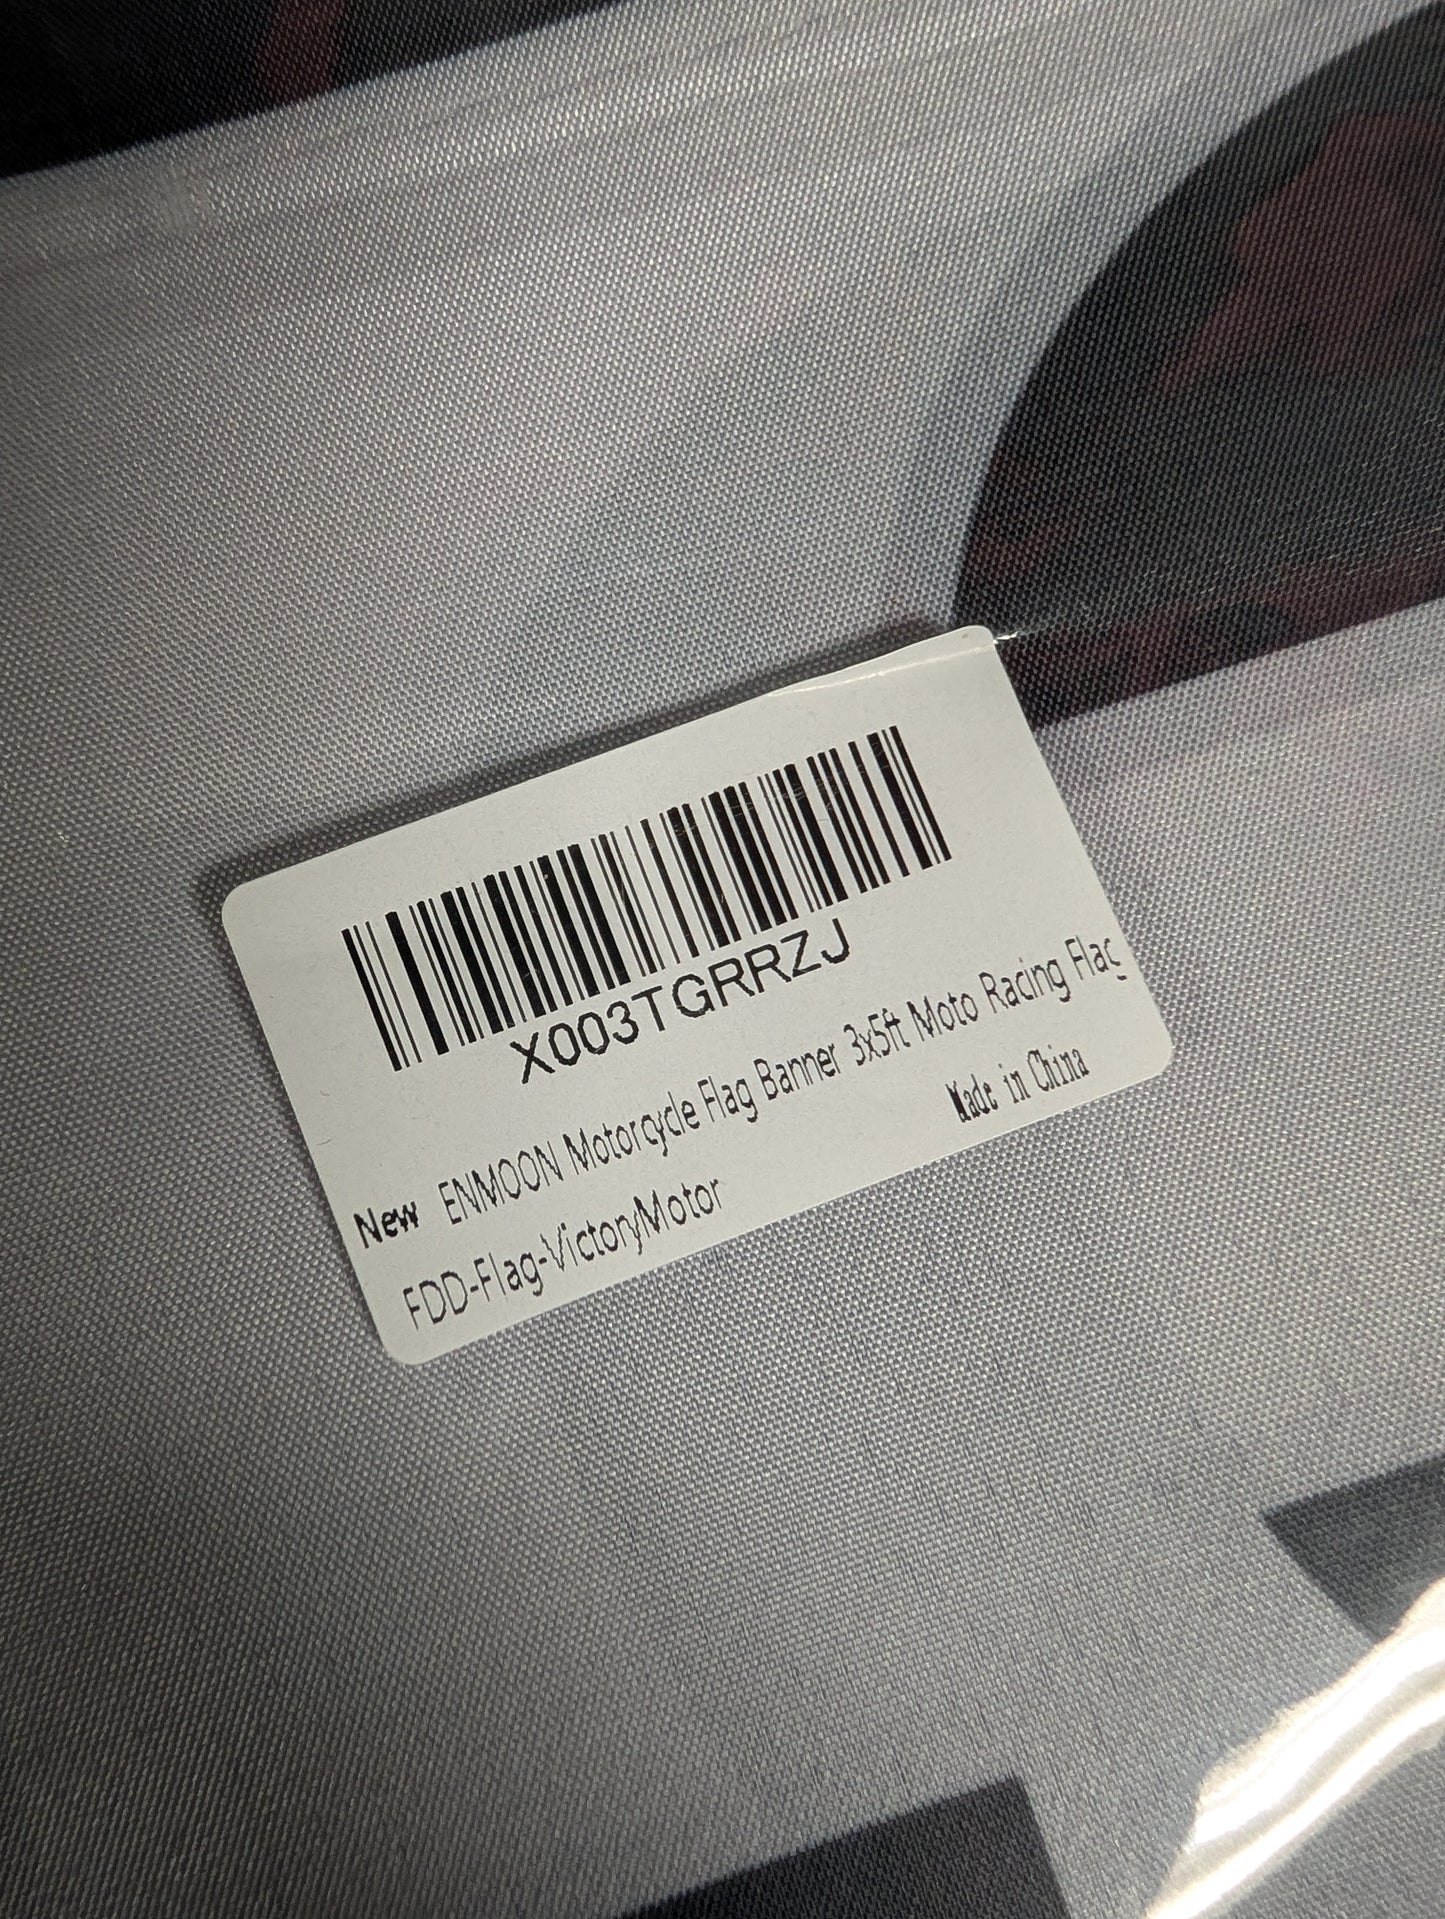 X003TGRRZJ
New ENMOON Motorcycle Flag Banner 3x5ft Moto Racing Flag
FDD-Flag-VictoryMotor
Made in China